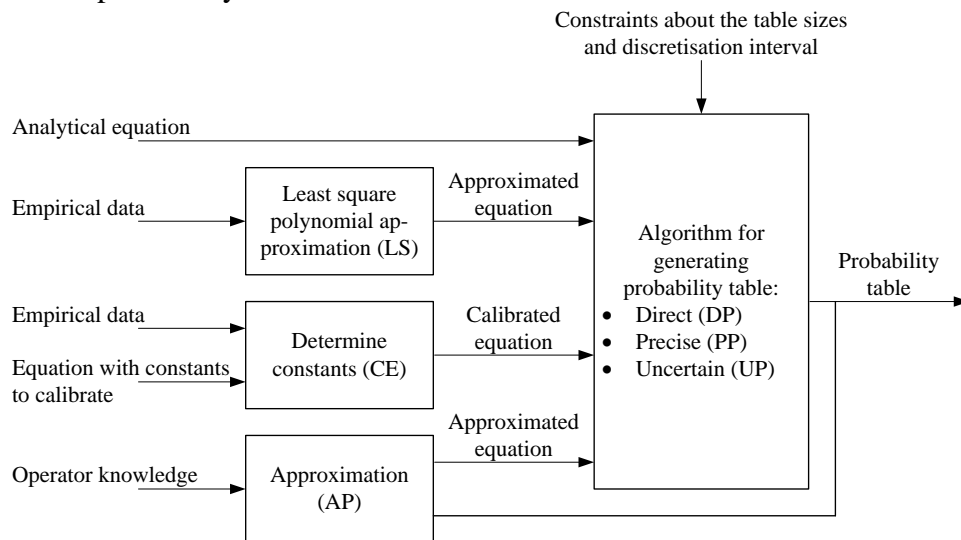 Constraints about the table sizes
and discretisation interval
Analytical equation
Empirical data
Least square
polynomial ap-
proximation (LS)
Approximated
equation
Empirical data
Equation with constants
to calibrate
Determine
constants (CE)
Calibrated
equation
Operator knowledge
Approximation
(AP)
Approximated
equation
Algorithm for
generating
probability table:
• Direct (DP)
• Precise (PP)
• Uncertain (UP)
Probability
table